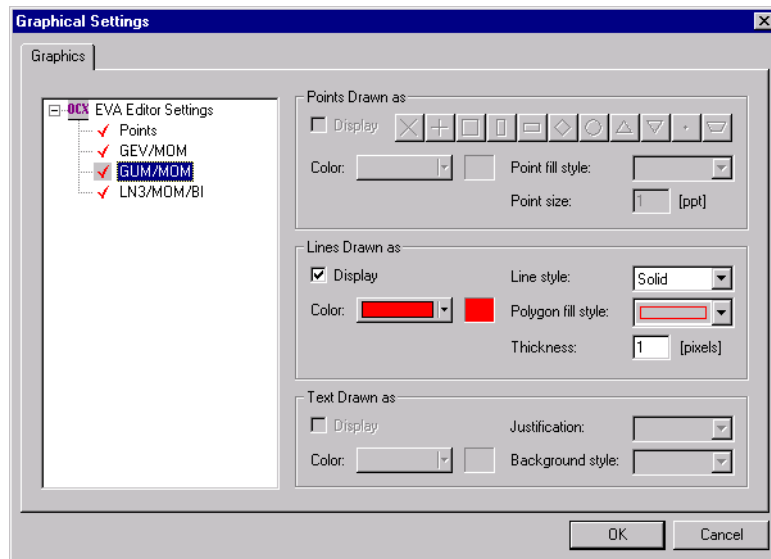 Graphical Settings
Graphics
OCX EVA Editor Settings
Points
GEV/MOM
GUM/MOM
LN3/MOM/BI
Points Drawn as
Display
Color:
Point fill style:
Point size: 1 [ppt]
Lines Drawn as
Display
Line style: Solid
Color:
Polygon fill style:
Thickness: 1 [pixels]
Text Drawn as
Display
Justification:
Color:
Background style:
OK Cancel